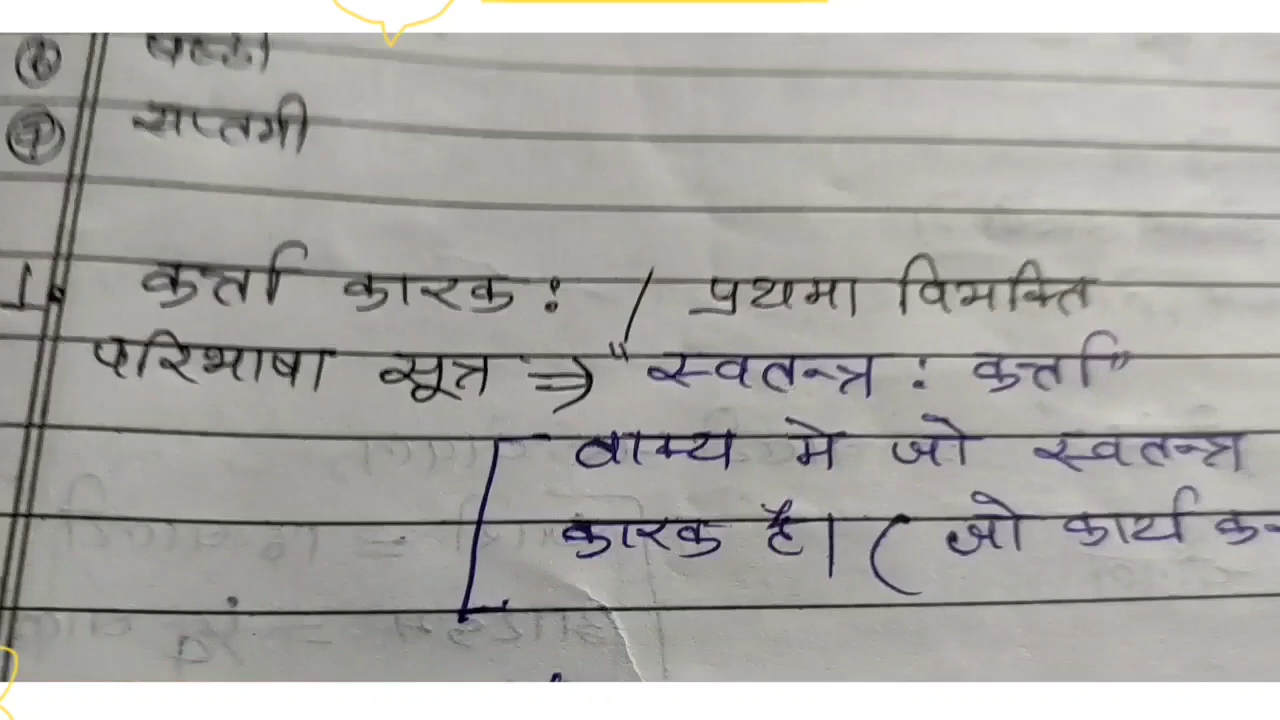 ⑥ षष्ठी
⑦ सप्तमी
1. कर्त्ता कारक : / प्रथमा विभक्ति
परिभाषा सूत्र ⇒ "स्वतन्त्र : कर्त्ता"
वाक्य मे जो स्वतन्त्र
कारक है। ( जो कार्य क